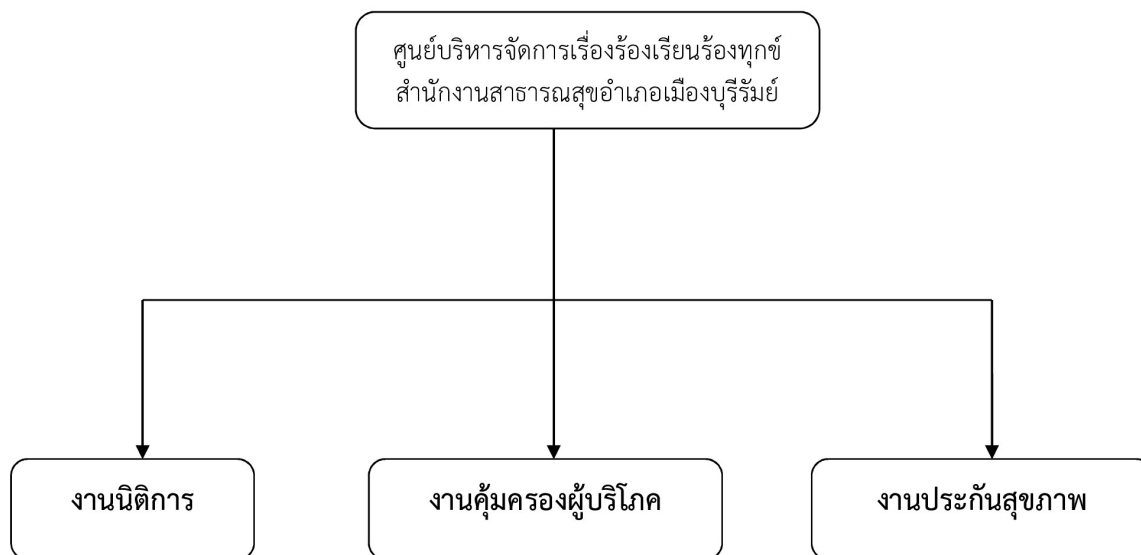 ศูนย์บริหารจัดการเรื่องร้องเรียนร้องทุกข์
สำนักงานสาธารณสุขอำเภอเมืองบุรีรัมย์
งานนิติการ
งานคุ้มครองผู้บริโภค
งานประกันสุขภาพ